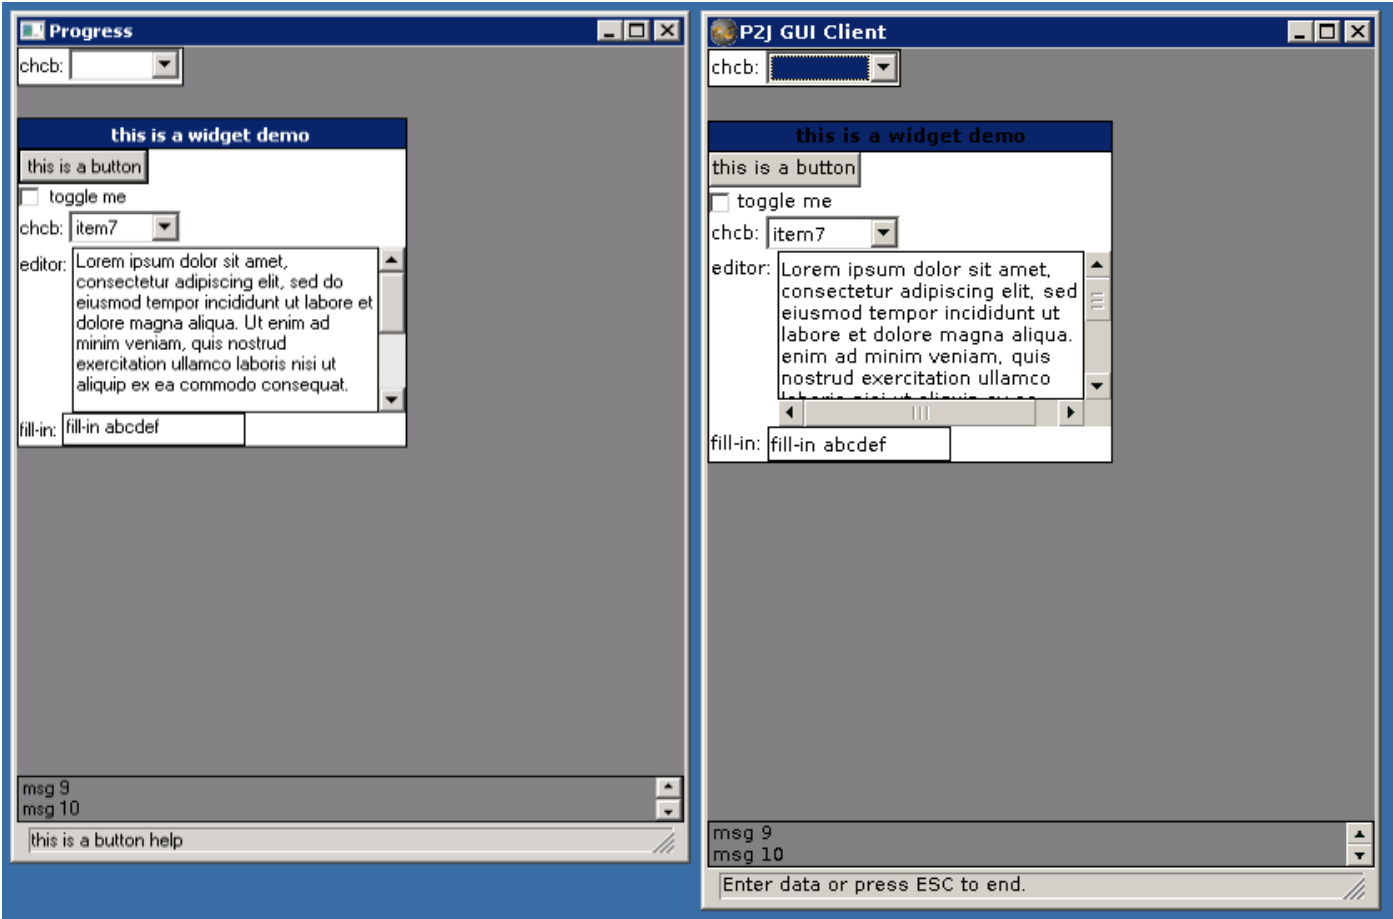 Progress
chcb:
this is a widget demo
this is a button
toggle me
chcb: item7
editor: Lorem ipsum dolor sit amet,
consectetur adipiscing elit, sed do
eiusmod tempor incididunt ut labore et
dolore magna aliqua. Ut enim ad
minim veniam, quis nostrud
exercitation ullamco laboris nisi ut
aliquip ex ea commodo consequat.
fill-in: fill-in abcdef
msg 9
msg 10
this is a button help
P2J GUI Client
chcb:
this is a widget demo
this is a button
toggle me
chcb: item7
editor: Lorem ipsum dolor sit amet,
consectetur adipiscing elit, sed
eiusmod tempor incididunt ut
labore et dolore magna aliqua.
enim ad minim veniam, quis
nostrud exercitation ullamco
laboris nisi ut aliquip ex ea
fill-in: fill-in abcdef
msg 9
msg 10
Enter data or press ESC to end.